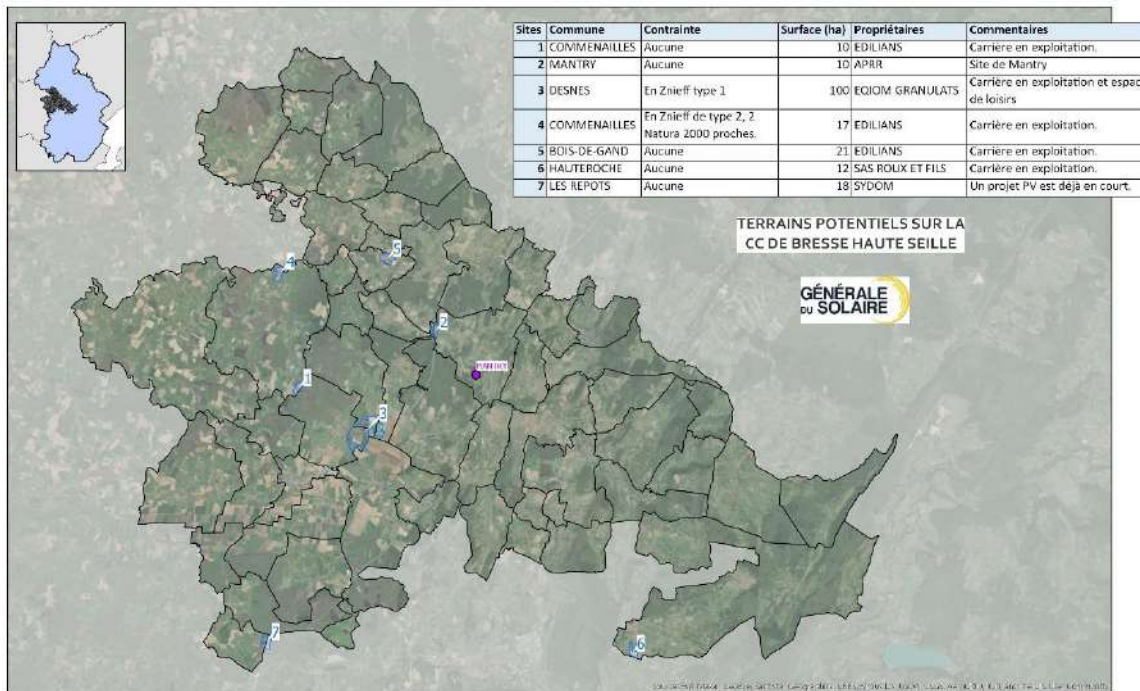 Sites Commune Contrainte Surface (ha) Propriétaires Commentaires
1 COMMENAILLES Aucune 10 EDILIANS Carrière en exploitation.
2 MANTRY Aucune 10 APRR Site de Mantry
3 DESNES En Znieff type 1 100 EQIOM GRANULATS Carrière en exploitation et espac
de loisirs
4 COMMENAILLES En Znieff de type 2, 2 17 EDILIANS Carrière en exploitation.
Natura 2000 proches.
5 BOIS-DE-GAND Aucune 21 EDILIANS Carrière en exploitation.
6 HAUTEROCHE Aucune 12 SAS ROUX ET FILS Carrière en exploitation.
7 LES REPOTS Aucune 18 SYDOM Un projet PV est déjà en court.
TERRAINS POTENTIELS SUR LA
CC DE BRESSE HAUTE SEILLE
GÉNÉRALE
DU SOLAIRE
5
4
2
1
3
7
6